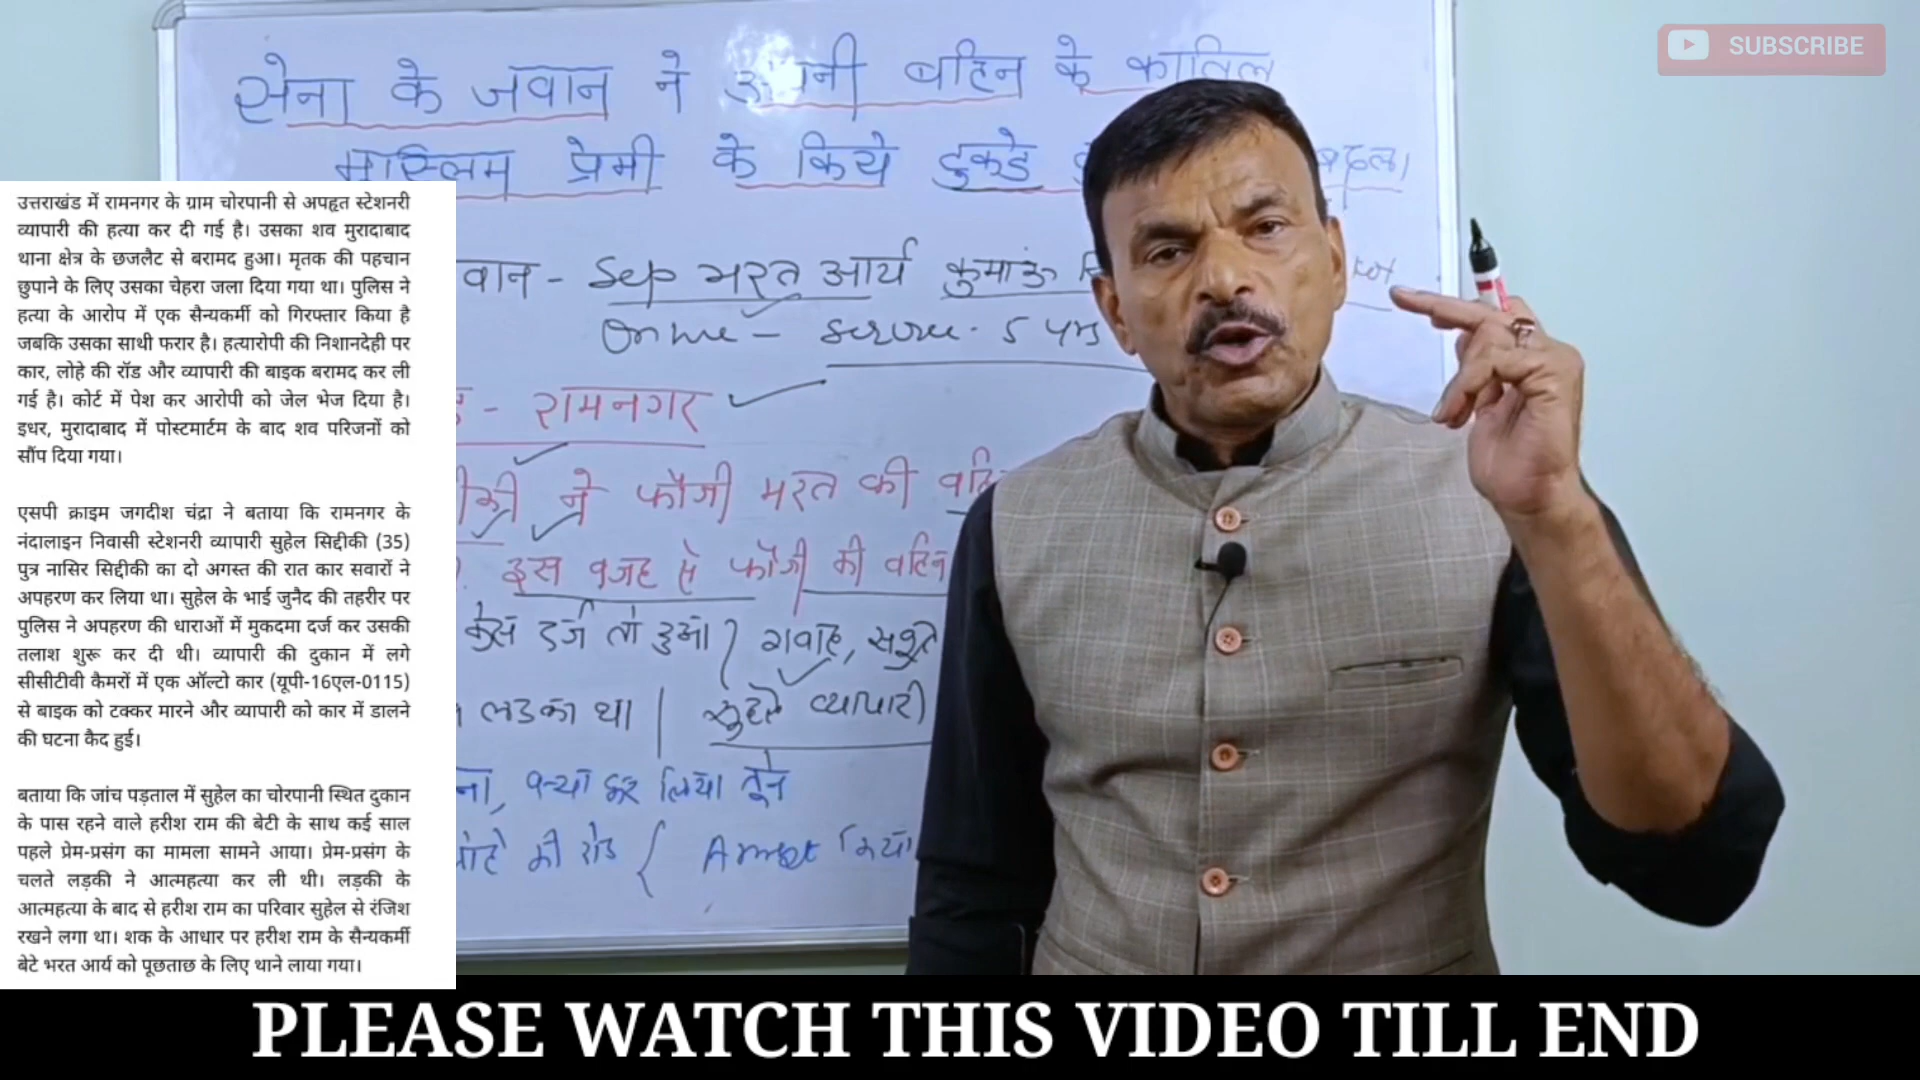 SUBSCRIBE
सेना के जवान ने अपनी बहिन के कातिल
मुस्लिम प्रेमी के किये टुकडे बदला
वान - Sep भरत आर्य कुमांऊ
service - 5 yrs
- रामनगर
ने फौजी भरत की बहि
इस वजह से फौजी की बहिन
केस दर्ज तो हुआ गवाह, सबूत
लडका था सुहेल व्यापारी
कर लिया तूने
की रोड Arrest किया
उत्तराखंड में रामनगर के ग्राम चोरपानी से अपहृत स्टेशनरी
व्यापारी की हत्या कर दी गई है। उसका शव मुरादाबाद
थाना क्षेत्र के छजलैट से बरामद हुआ। मृतक की पहचान
छुपाने के लिए उसका चेहरा जला दिया गया था। पुलिस ने
हत्या के आरोप में एक सैन्यकर्मी को गिरफ्तार किया है
जबकि उसका साथी फरार है। हत्यारोपी की निशानदेही पर
कार, लोहे की रॉड और व्यापारी की बाइक बरामद कर ली
गई है। कोर्ट में पेश कर आरोपी को जेल भेज दिया है।
इधर, मुरादाबाद में पोस्टमार्टम के बाद शव परिजनों को
सौंप दिया गया।
एसपी क्राइम जगदीश चंद्रा ने बताया कि रामनगर के
नंदालाइन निवासी स्टेशनरी व्यापारी सुहेल सिद्दीकी (35)
पुत्र नासिर सिद्दीकी का दो अगस्त की रात कार सवारों ने
अपहरण कर लिया था। सुहेल के भाई जुनैद की तहरीर पर
पुलिस ने अपहरण की धाराओं में मुकदमा दर्ज कर उसकी
तलाश शुरू कर दी थी। व्यापारी की दुकान में लगे
सीसीटीवी कैमरों में एक ऑल्टो कार (यूपी-16एल-0115)
से बाइक को टक्कर मारने और व्यापारी को कार में डालने
की घटना कैद हुई।
बताया कि जांच पड़ताल में सुहेल का चोरपानी स्थित दुकान
के पास रहने वाले हरीश राम की बेटी के साथ कई साल
पहले प्रेम-प्रसंग का मामला सामने आया। प्रेम-प्रसंग के
चलते लड़की ने आत्महत्या कर ली थी। लड़की के
आत्महत्या के बाद से हरीश राम का परिवार सुहेल से रंजिश
रखने लगा था। शक के आधार पर हरीश राम के सैन्यकर्मी
बेटे भरत आर्य को पूछताछ के लिए थाने लाया गया।
PLEASE WATCH THIS VIDEO TILL END